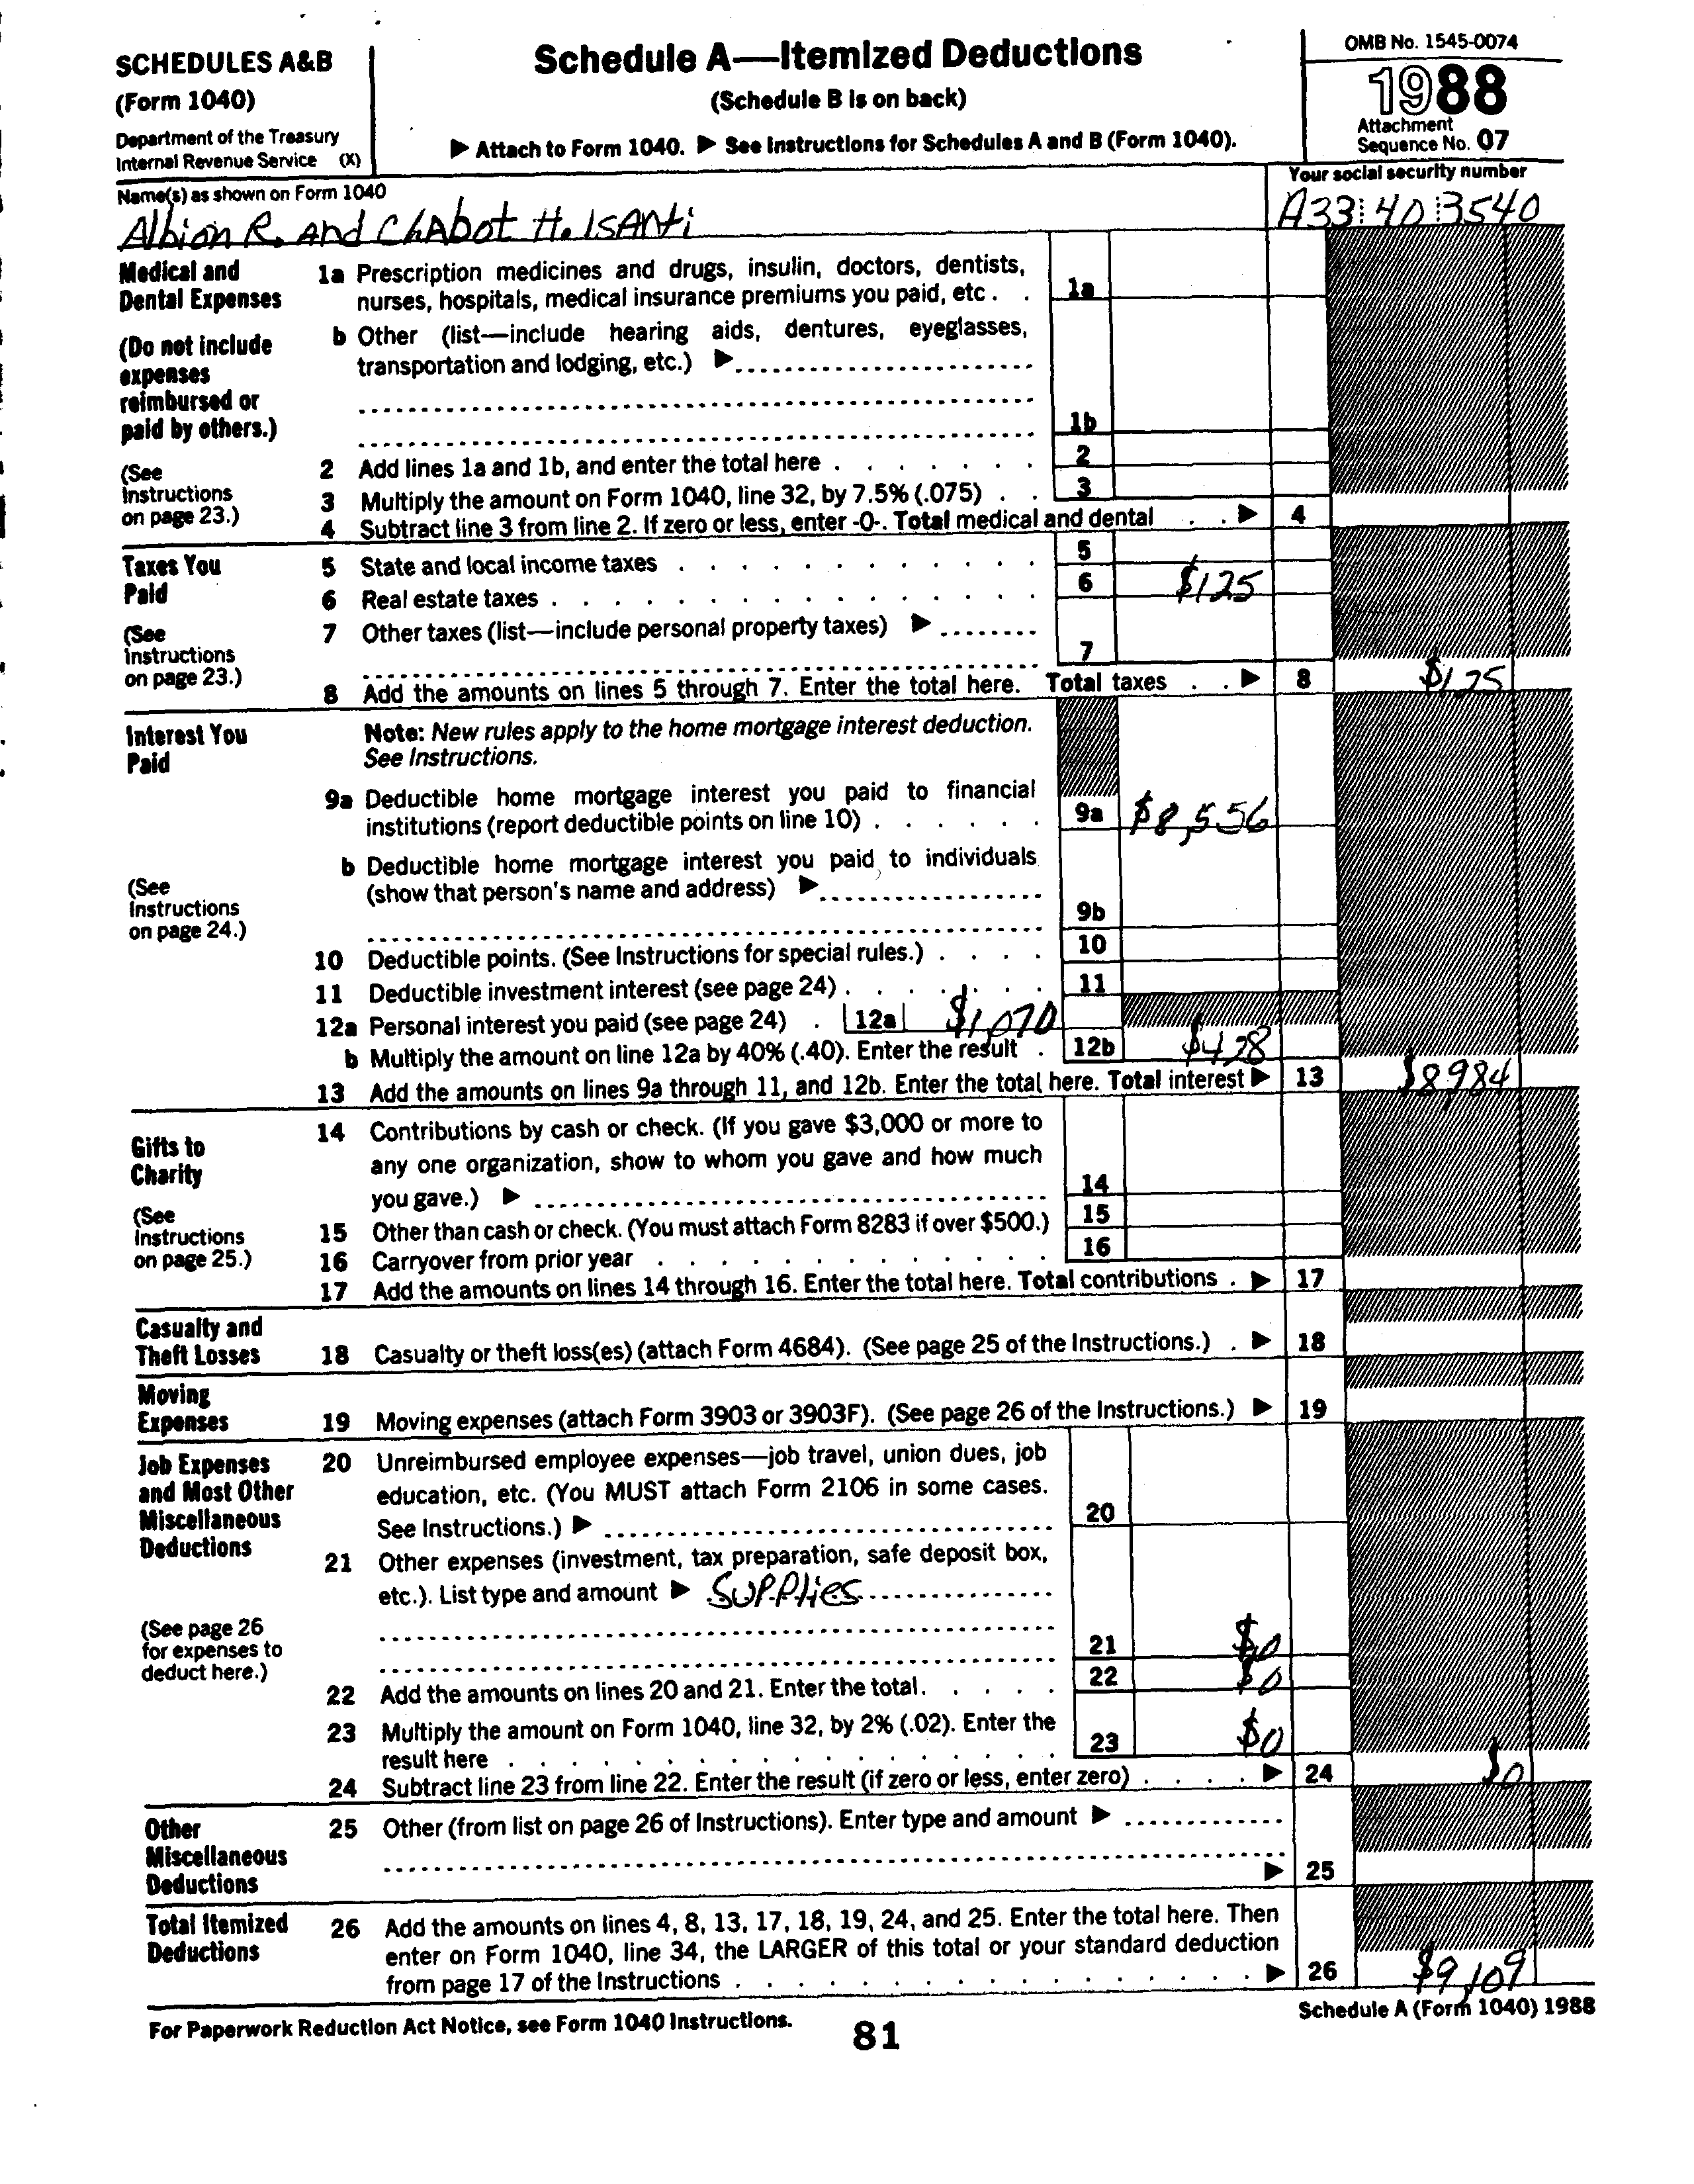 SCHEDULES A&B
(Form 1040)
Department of the Treasury
Internal Revenue Service (X)
Schedule A—Itemized Deductions
(Schedule B is on back)
▶ Attach to Form 1040. ▶ See Instructions for Schedules A and B (Form 1040).
OMB No. 1545-0074
1988
Attachment
Sequence No. 07
Name(s) as shown on Form 1040
Albion R. and Chabot H. Isanti
Your social security number
A33 40 3540
Medical and
Dental Expenses
(Do not include
expenses
reimbursed or
paid by others.)
(See
Instructions
on page 23.)
1a Prescription medicines and drugs, insulin, doctors, dentists,
nurses, hospitals, medical insurance premiums you paid, etc . . 1a
b Other (list—include hearing aids, dentures, eyeglasses,
transportation and lodging, etc.) ▶
1b
2 Add lines 1a and 1b, and enter the total here . . . . . . . 2
3 Multiply the amount on Form 1040, line 32, by 7.5% (.075) . . 3
4 Subtract line 3 from line 2. If zero or less, enter -0-. Total medical and dental . . ▶ 4
Taxes You
Paid
(See
Instructions
on page 23.)
5 State and local income taxes . . . . . . . . . . . . 5
6 Real estate taxes . . . . . . . . . . . . . . . . 6 $125
7 Other taxes (list—include personal property taxes) ▶
7
8 Add the amounts on lines 5 through 7. Enter the total here. Total taxes . . ▶ 8 $125
Interest You
Paid
(See
Instructions
on page 24.)
Note: New rules apply to the home mortgage interest deduction.
See Instructions.
9a Deductible home mortgage interest you paid to financial
institutions (report deductible points on line 10) . . . . . . 9a $8,556
b Deductible home mortgage interest you paid to individuals
(show that person's name and address) ▶
9b
10 Deductible points. (See Instructions for special rules.) . . . . 10
11 Deductible investment interest (see page 24) . . . . . . . 11
12a Personal interest you paid (see page 24) . 12a $1,070
b Multiply the amount on line 12a by 40% (.40). Enter the result . 12b $428
13 Add the amounts on lines 9a through 11, and 12b. Enter the total here. Total interest ▶ 13 $8,984
Gifts to
Charity
(See
Instructions
on page 25.)
14 Contributions by cash or check. (If you gave $3,000 or more to
any one organization, show to whom you gave and how much
you gave.) ▶ 14
15 Other than cash or check. (You must attach Form 8283 if over $500.) 15
16 Carryover from prior year . . . . . . . . . . . . . 16
17 Add the amounts on lines 14 through 16. Enter the total here. Total contributions . ▶ 17
Casualty and
Theft Losses
18 Casualty or theft loss(es) (attach Form 4684). (See page 25 of the Instructions.) . ▶ 18
Moving
Expenses
19 Moving expenses (attach Form 3903 or 3903F). (See page 26 of the Instructions.) ▶ 19
Job Expenses
and Most Other
Miscellaneous
Deductions
(See page 26
for expenses to
deduct here.)
20 Unreimbursed employee expenses—job travel, union dues, job
education, etc. (You MUST attach Form 2106 in some cases.
See Instructions.) ▶ 20
21 Other expenses (investment, tax preparation, safe deposit box,
etc.). List type and amount ▶ Supplies
21 $0
22 Add the amounts on lines 20 and 21. Enter the total. . . . . 22 $0
23 Multiply the amount on Form 1040, line 32, by 2% (.02). Enter the
result here . . . . . . . . . . . . . . . . . . 23 $0
24 Subtract line 23 from line 22. Enter the result (if zero or less, enter zero) . . . . . ▶ 24 $0
Other
Miscellaneous
Deductions
25 Other (from list on page 26 of Instructions). Enter type and amount ▶
▶ 25
Total Itemized
Deductions
26 Add the amounts on lines 4, 8, 13, 17, 18, 19, 24, and 25. Enter the total here. Then
enter on Form 1040, line 34, the LARGER of this total or your standard deduction
from page 17 of the Instructions . . . . . . . . . . . . . . . . . ▶ 26 $9,109
For Paperwork Reduction Act Notice, see Form 1040 Instructions.
Schedule A (Form 1040) 1988
81